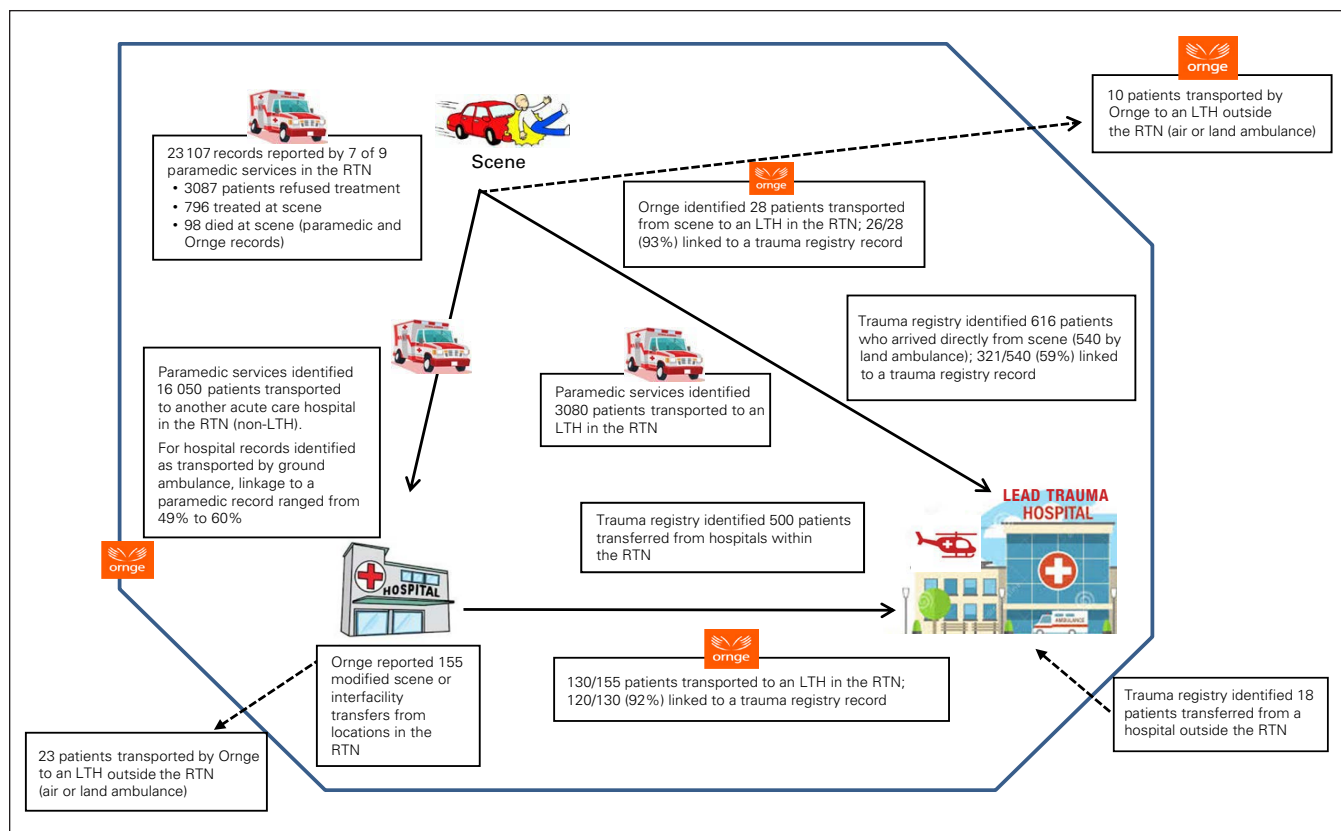 ornge
10 patients transported by
Ornge to an LTH outside
the RTN (air or land ambulance)
23 107 records reported by 7 of 9
paramedic services in the RTN
• 3087 patients refused treatment
• 796 treated at scene
• 98 died at scene (paramedic and
Ornge records)
Scene
ornge
Ornge identified 28 patients transported
from scene to an LTH in the RTN; 26/28
(93%) linked to a trauma registry record
Trauma registry identified 616 patients
who arrived directly from scene (540 by
land ambulance); 321/540 (59%) linked
to a trauma registry record
Paramedic services identified
16 050 patients transported
to another acute care hospital
in the RTN (non-LTH).
For hospital records identified
as transported by ground
ambulance, linkage to a
paramedic record ranged from
49% to 60%
Paramedic services identified
3080 patients transported to an
LTH in the RTN
Trauma registry identified 500 patients
transferred from hospitals within
the RTN
LEAD TRAUMA
HOSPITAL
AMBULANCE
ornge
HOSPITAL
Ornge reported 155
modified scene or
interfacility
transfers from
locations in the
RTN
ornge
130/155 patients transported to an LTH in the RTN;
120/130 (92%) linked to a trauma registry record
Trauma registry identified 18
patients transferred from a
hospital outside the RTN
23 patients transported by Ornge
to an LTH outside the RTN
(air or land ambulance)